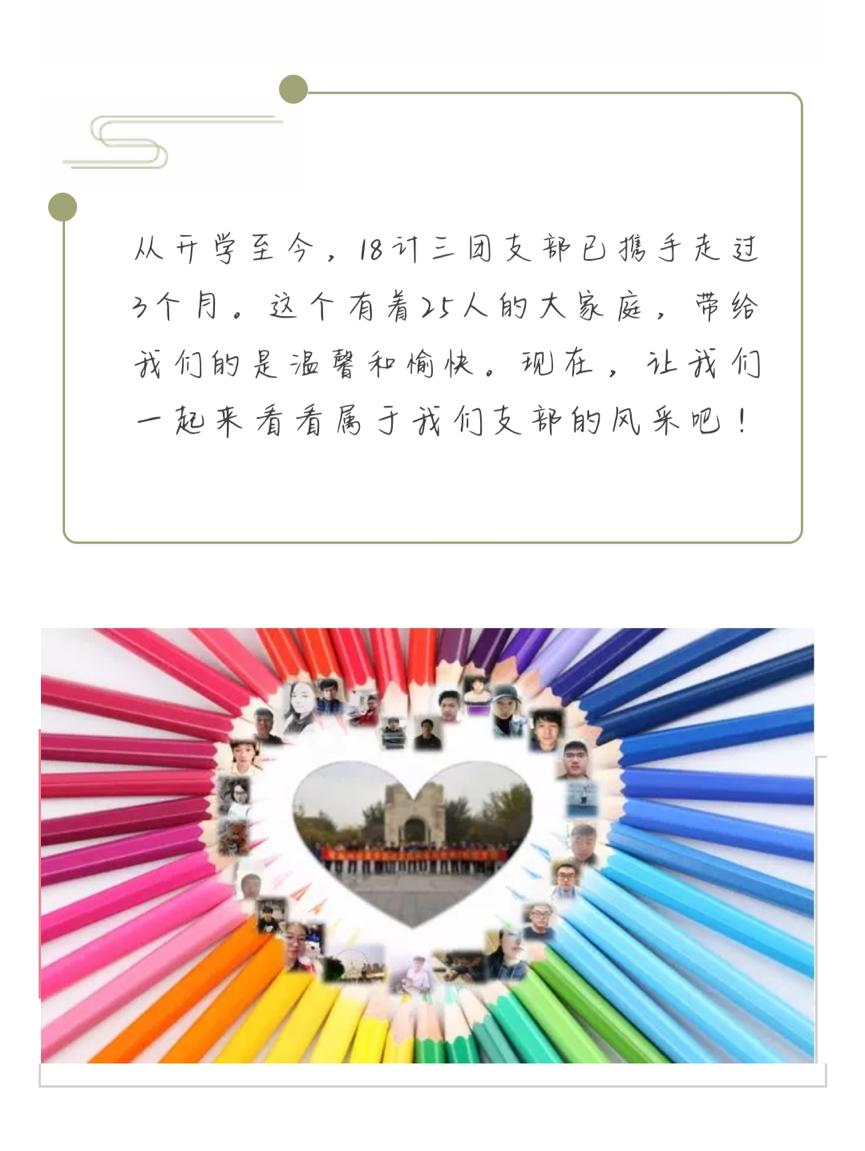 从开学至今，18计三团支部已携手走过
3个月。这个有着25人的大家庭，带给
我们的是温馨和愉快。现在，让我们
一起来看看属于我们支部的风采吧！